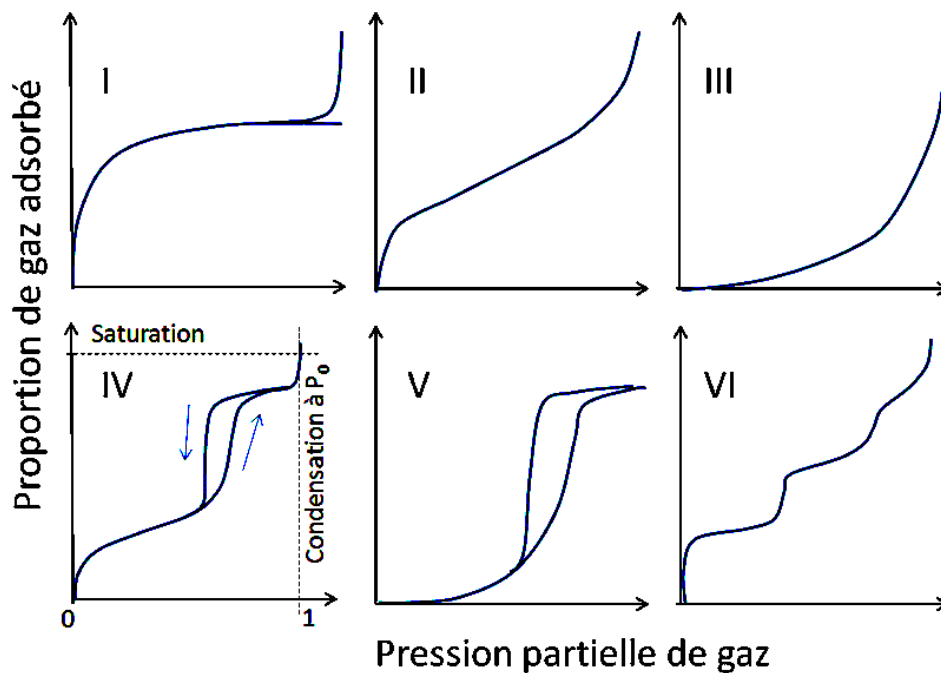 Proportion de gaz adsorbé
I
II
III
Saturation
IV
Condensation à P₀
V
VI
0
1
Pression partielle de gaz